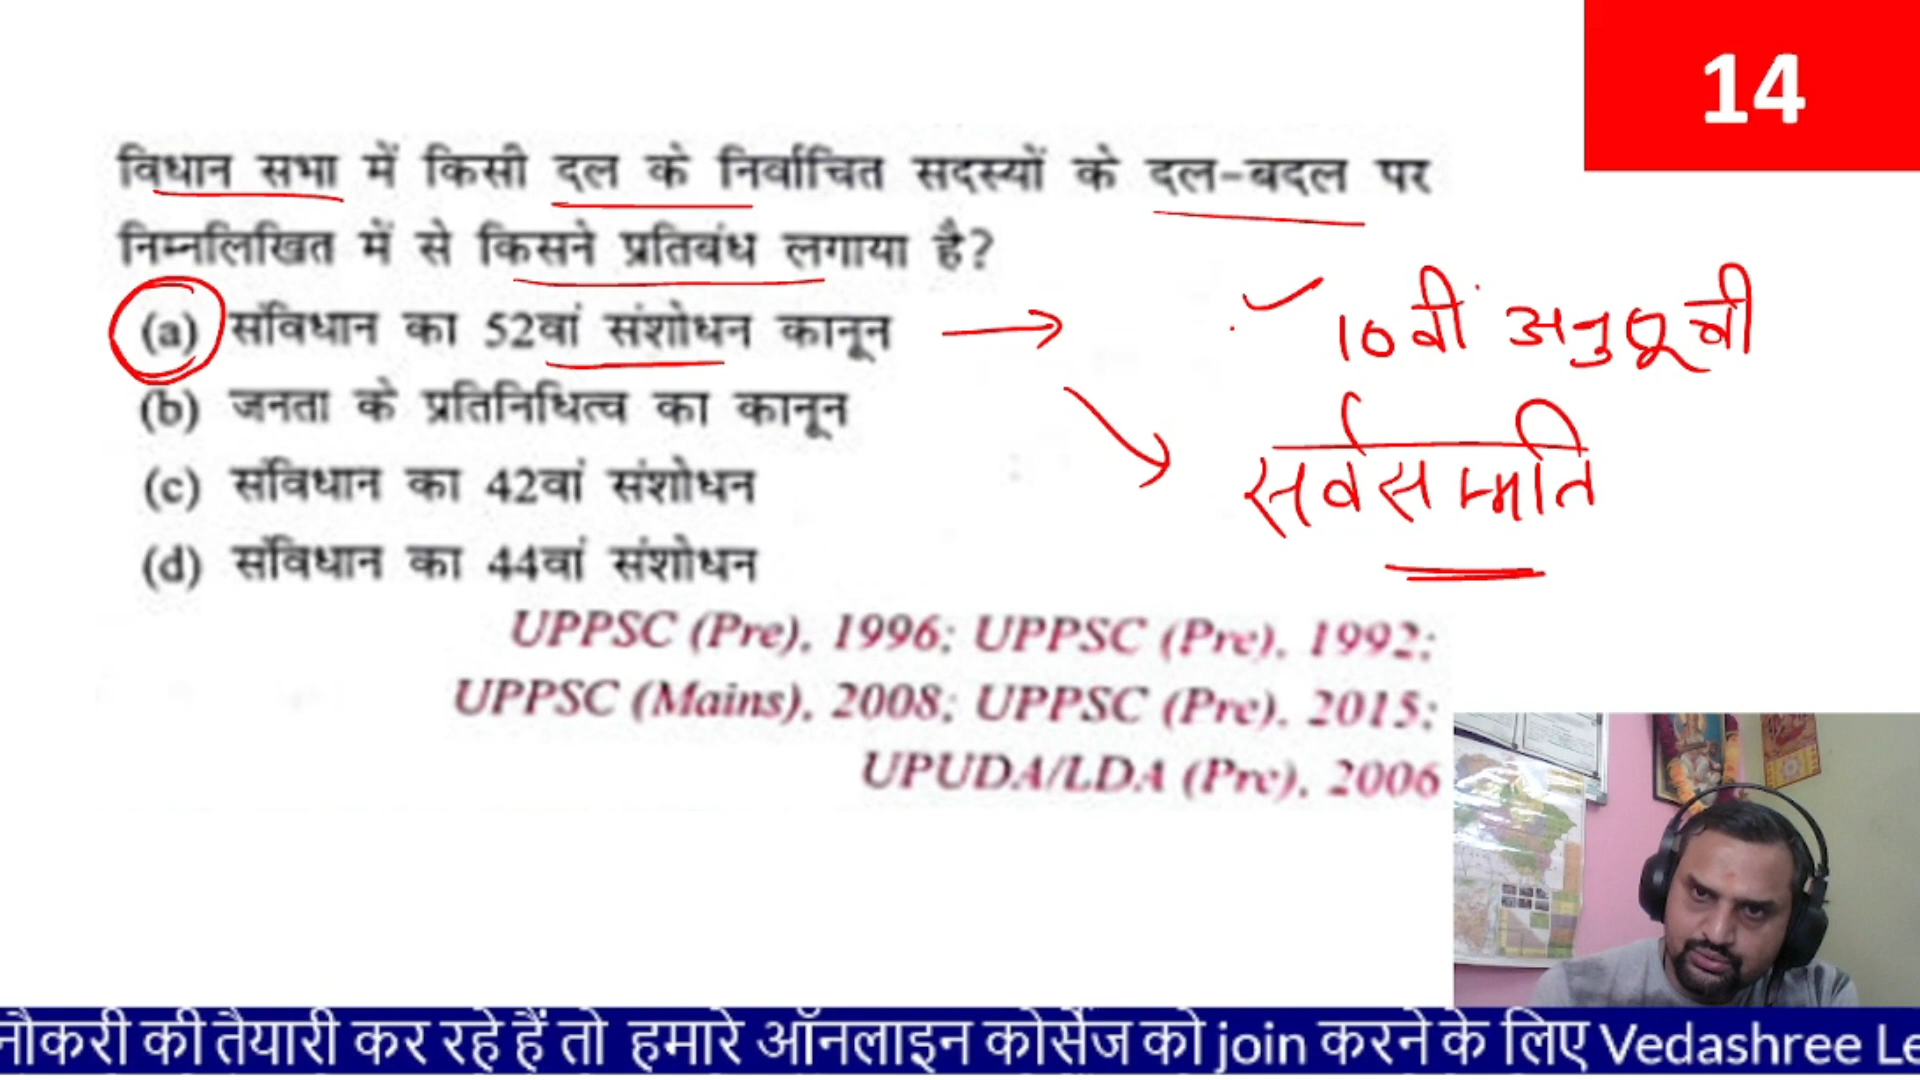 14
विधान सभा में किसी दल के निर्वाचित सदस्यों के दल-बदल पर
निम्नलिखित में से किसने प्रतिबंध लगाया है?
(a) संविधान का 52वां संशोधन कानून
10वीं अनुसूची
(b) जनता के प्रतिनिधित्व का कानून
सर्वसम्मति
(c) संविधान का 42वां संशोधन
(d) संविधान का 44वां संशोधन
UPPSC (Pre), 1996; UPPSC (Pre), 1992;
UPPSC (Mains), 2008; UPPSC (Pre), 2015;
UPUDA/LDA (Pre), 2006
नौकरी की तैयारी कर रहे हैं तो हमारे ऑनलाइन कोर्सेज को join करने के लिए Vedashree Le